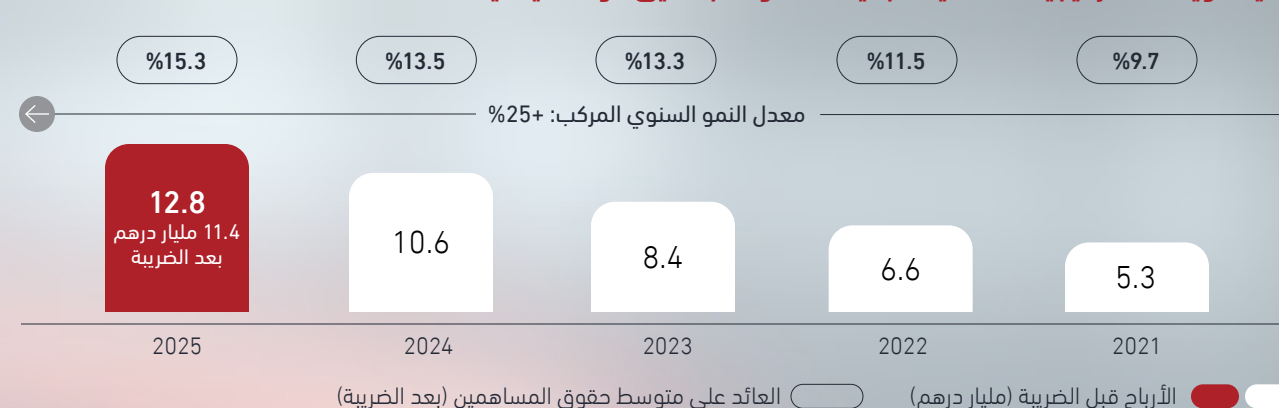 %9.7 %11.5 %13.3 %13.5 %15.3
معدل النمو السنوي المركب: +25%
12.8
11.4 مليار درهم
بعد الضريبة
10.6
8.4
6.6
5.3
2021 2022 2023 2024 2025
الأرباح قبل الضريبة (مليار درهم) العائد على متوسط حقوق المساهمين (بعد الضريبة)